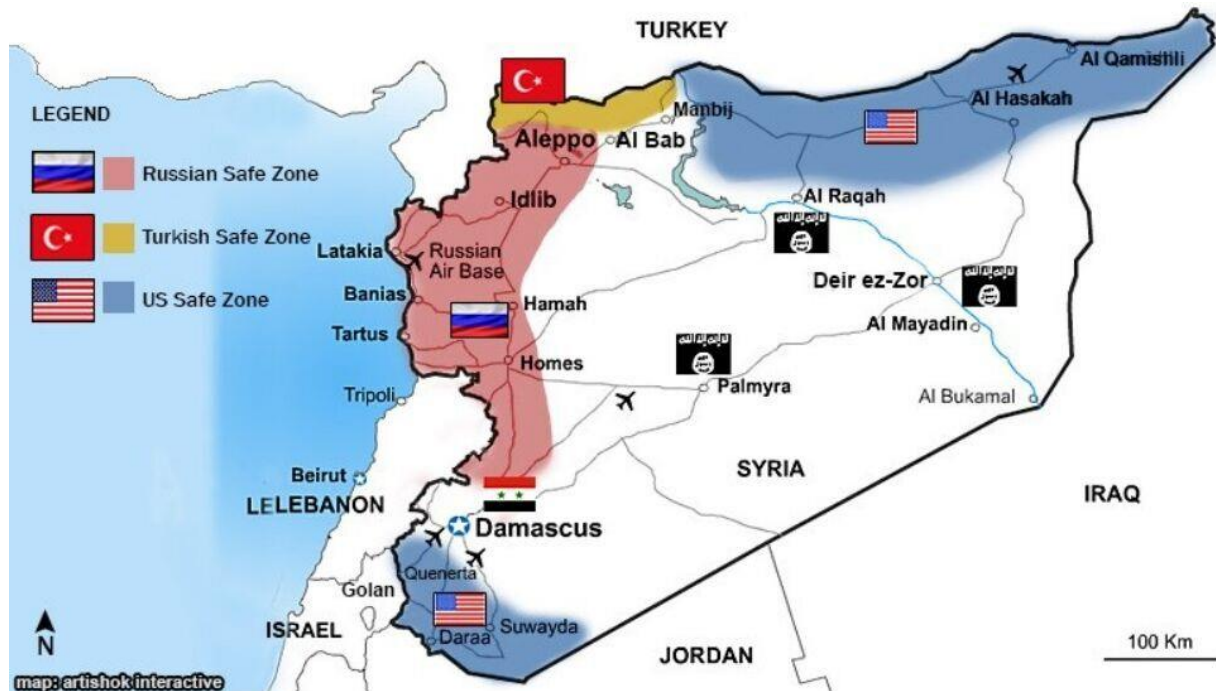 TURKEY
Al Qamistili
LEGEND
Al Hasakah
Manbij
Aleppo
Al Bab
Russian Safe Zone
Idlib
Al Raqah
Turkish Safe Zone
Latakia
Russian
Air Base
Deir ez-Zor
US Safe Zone
Banias
Hamah
Al Mayadin
Tartus
Homes
Palmyra
Tripoli
Al Bukamal
SYRIA
Beirut
IRAQ
LELEBANON
Damascus
Quenerta
Golan
ISRAEL
Suwayda
Daraa
N
JORDAN
100 Km
map: artishok interactive